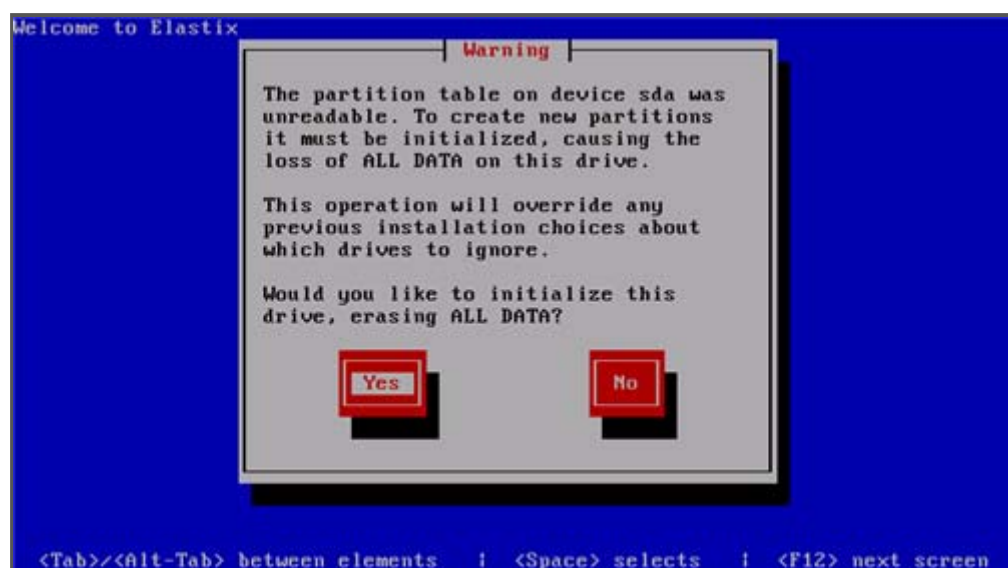 Welcome to Elastix
Warning
The partition table on device sda was
unreadable. To create new partitions
it must be initialized, causing the
loss of ALL DATA on this drive.
This operation will override any
previous installation choices about
which drives to ignore.
Would you like to initialize this
drive, erasing ALL DATA?
Yes No
<Tab>/<Alt-Tab> between elements | <Space> selects | <F12> next screen